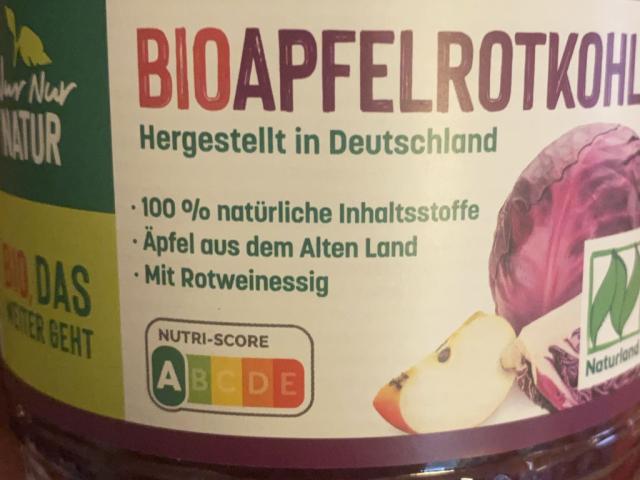 Nur Nur
NATUR
BIO, DAS
WEITER GEHT
BIOAPFELROTKOHL
Hergestellt in Deutschland
· 100 % natürliche Inhaltsstoffe
· Äpfel aus dem Alten Land
· Mit Rotweinessig
NUTRI-SCORE
A B C D E
Naturland